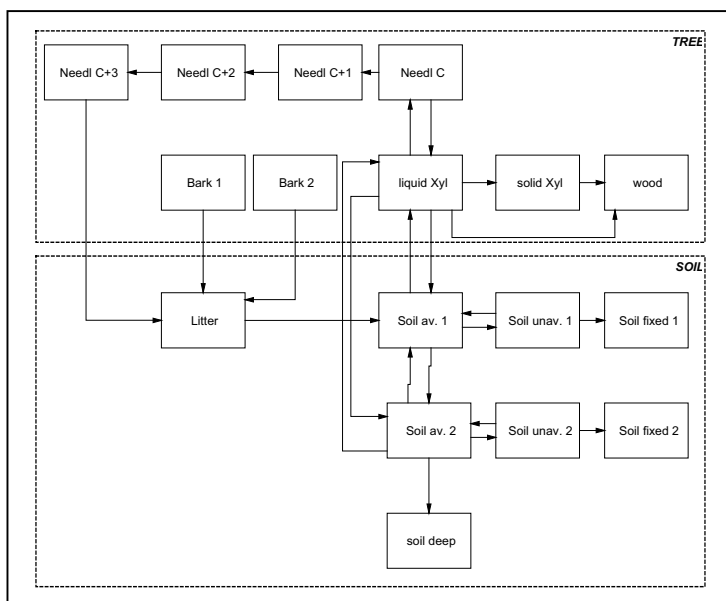 TREE
Needl C+3
Needl C+2
Needl C+1
Needl C
Bark 1
Bark 2
liquid Xyl
solid Xyl
wood
SOIL
Litter
Soil av. 1
Soil unav. 1
Soil fixed 1
Soil av. 2
Soil unav. 2
Soil fixed 2
soil deep